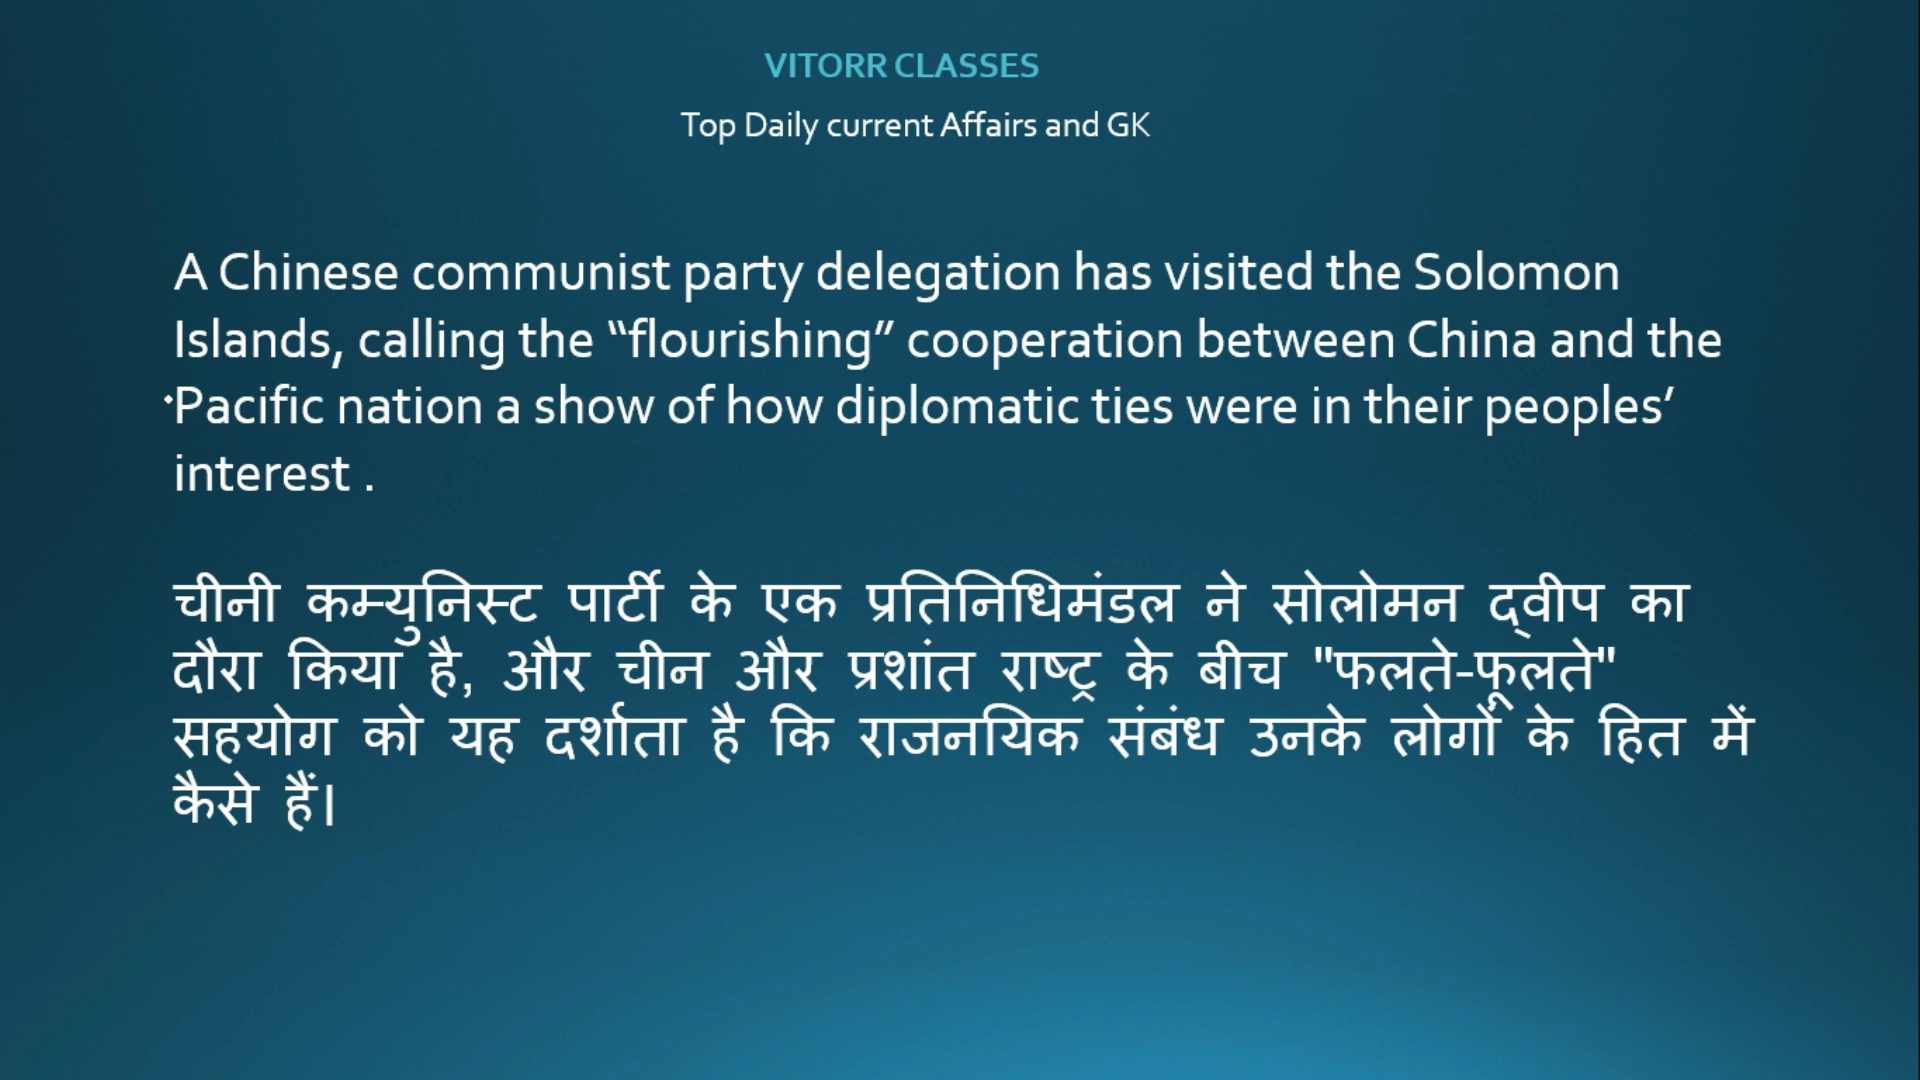 VITORR CLASSES
Top Daily current Affairs and GK
A Chinese communist party delegation has visited the Solomon
Islands, calling the “flourishing” cooperation between China and the
•Pacific nation a show of how diplomatic ties were in their peoples’
interest .
चीनी कम्युनिस्ट पार्टी के एक प्रतिनिधिमंडल ने सोलोमन द्वीप का
दौरा किया है, और चीन और प्रशांत राष्ट्र के बीच "फलते-फूलते"
सहयोग को यह दर्शाता है कि राजनयिक संबंध उनके लोगों के हित में
कैसे हैं।